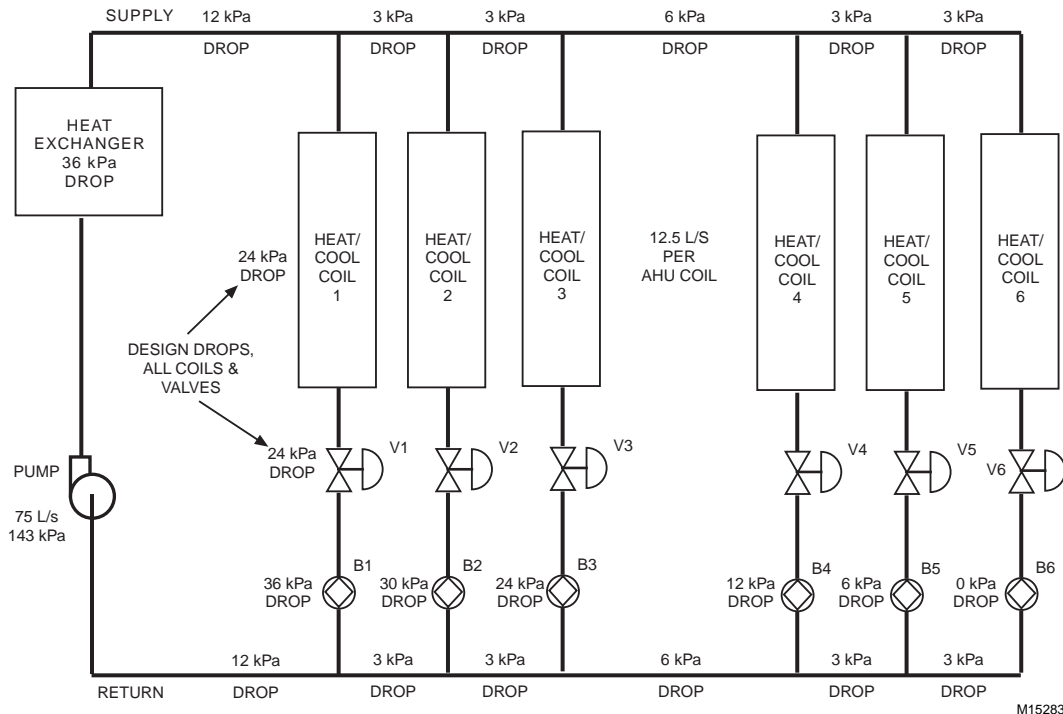 SUPPLY
12 kPa
DROP
3 kPa
DROP
3 kPa
DROP
6 kPa
DROP
3 kPa
DROP
3 kPa
DROP
HEAT
EXCHANGER
36 kPa
DROP
24 kPa
DROP
HEAT/
COOL
COIL
1
HEAT/
COOL
COIL
2
HEAT/
COOL
COIL
3
12.5 L/S
PER
AHU COIL
HEAT/
COOL
COIL
4
HEAT/
COOL
COIL
5
HEAT/
COOL
COIL
6
DESIGN DROPS,
ALL COILS &
VALVES
24 kPa
DROP
V1
V2
V3
V4
V5
V6
PUMP
75 L/s
143 kPa
36 kPa
DROP
B1
30 kPa
DROP
B2
24 kPa
DROP
B3
12 kPa
DROP
B4
6 kPa
DROP
B5
0 kPa
DROP
B6
RETURN
12 kPa
DROP
3 kPa
DROP
3 kPa
DROP
6 kPa
DROP
3 kPa
DROP
3 kPa
DROP
M15283